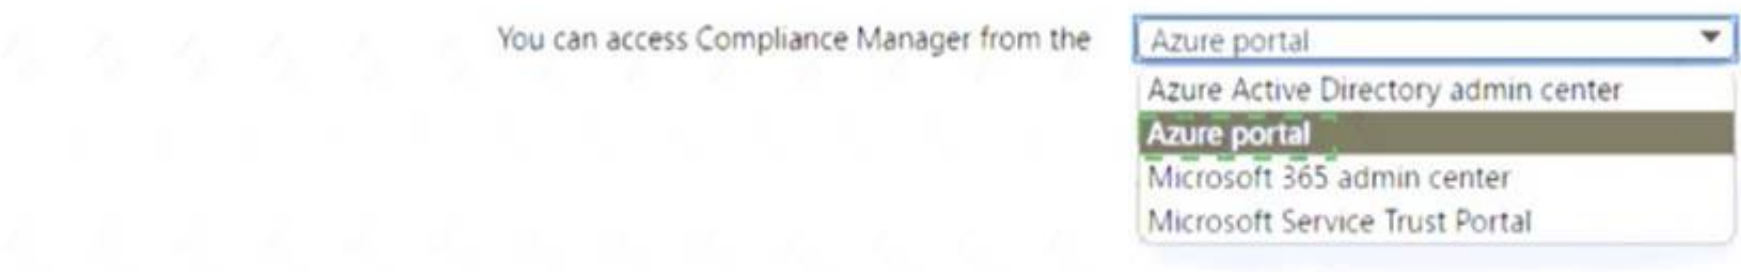 You can access Compliance Manager from the Azure portal
Azure Active Directory admin center
Azure portal
Microsoft 365 admin center
Microsoft Service Trust Portal